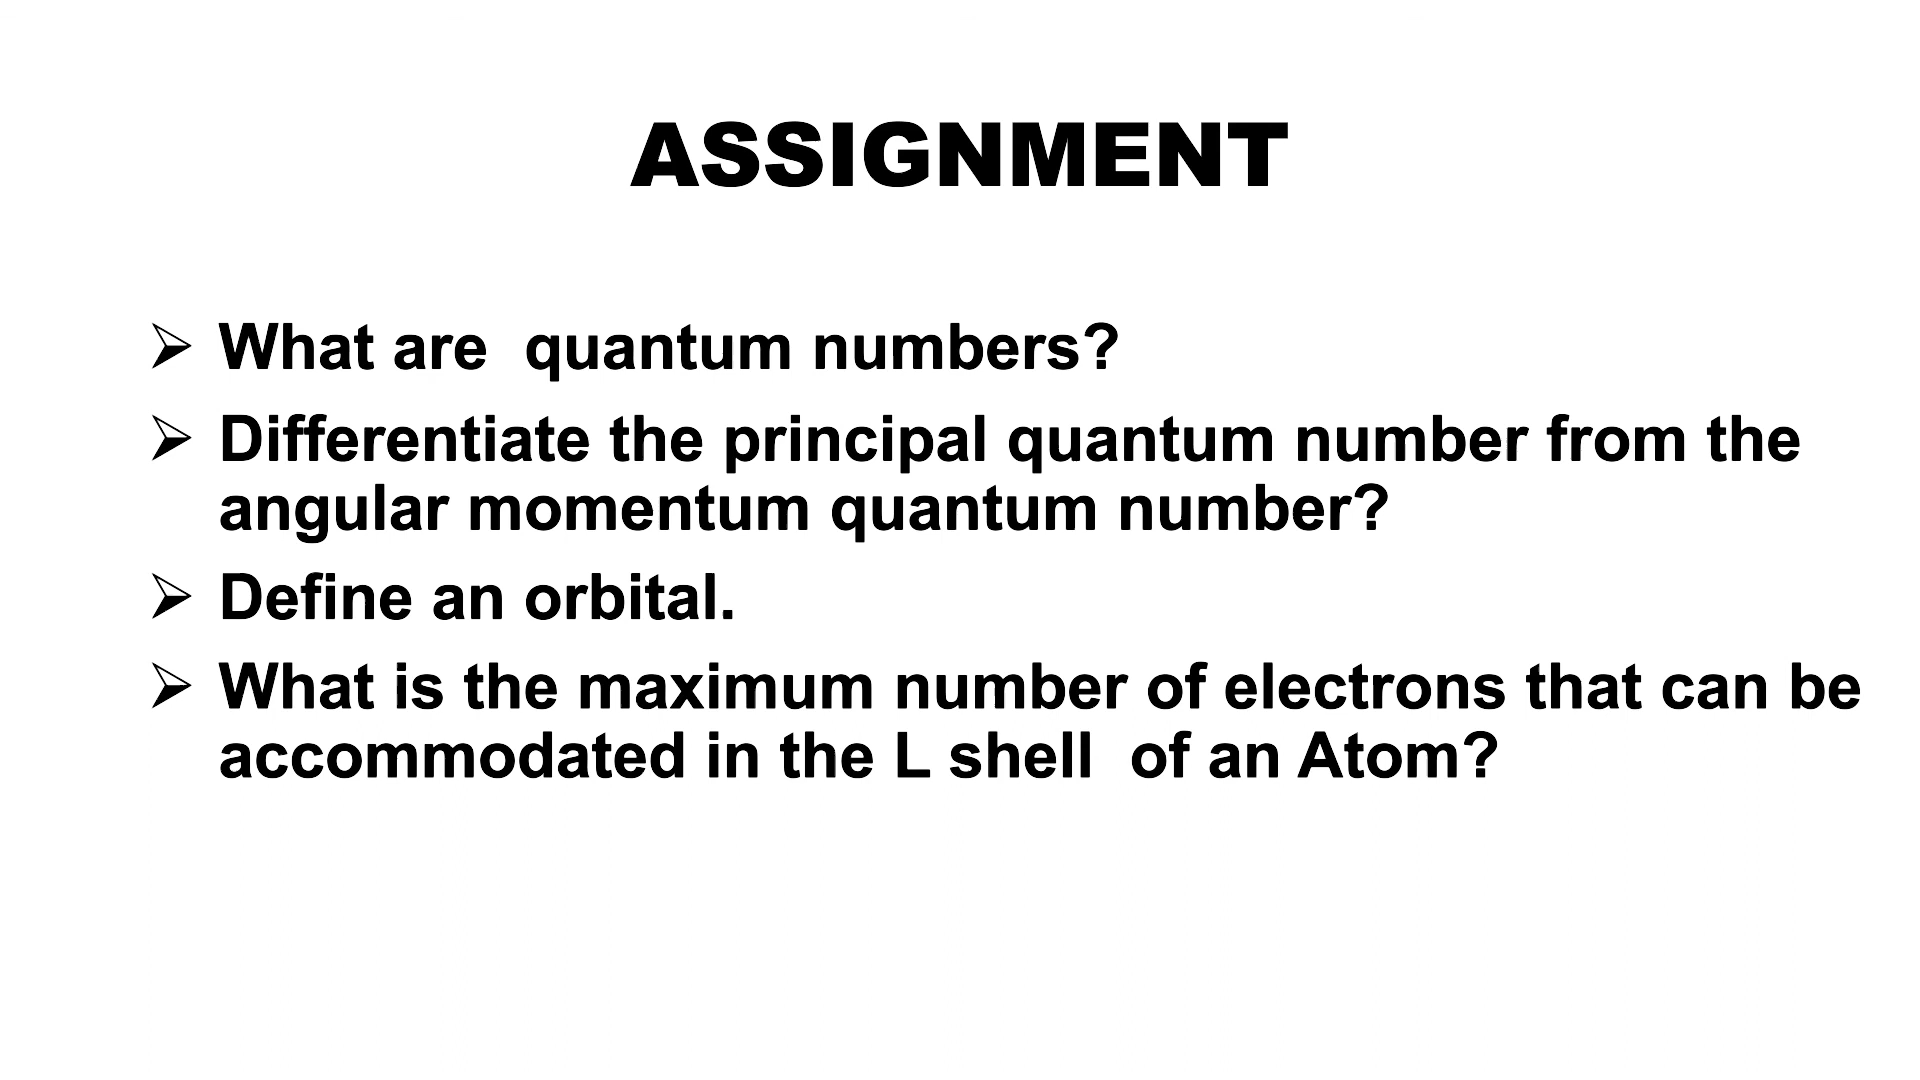 ASSIGNMENT
➢ What are  quantum numbers?
➢ Differentiate the principal quantum number from the
angular momentum quantum number?
➢ Define an orbital.
➢ What is the maximum number of electrons that can be
accommodated in the L shell  of an Atom?